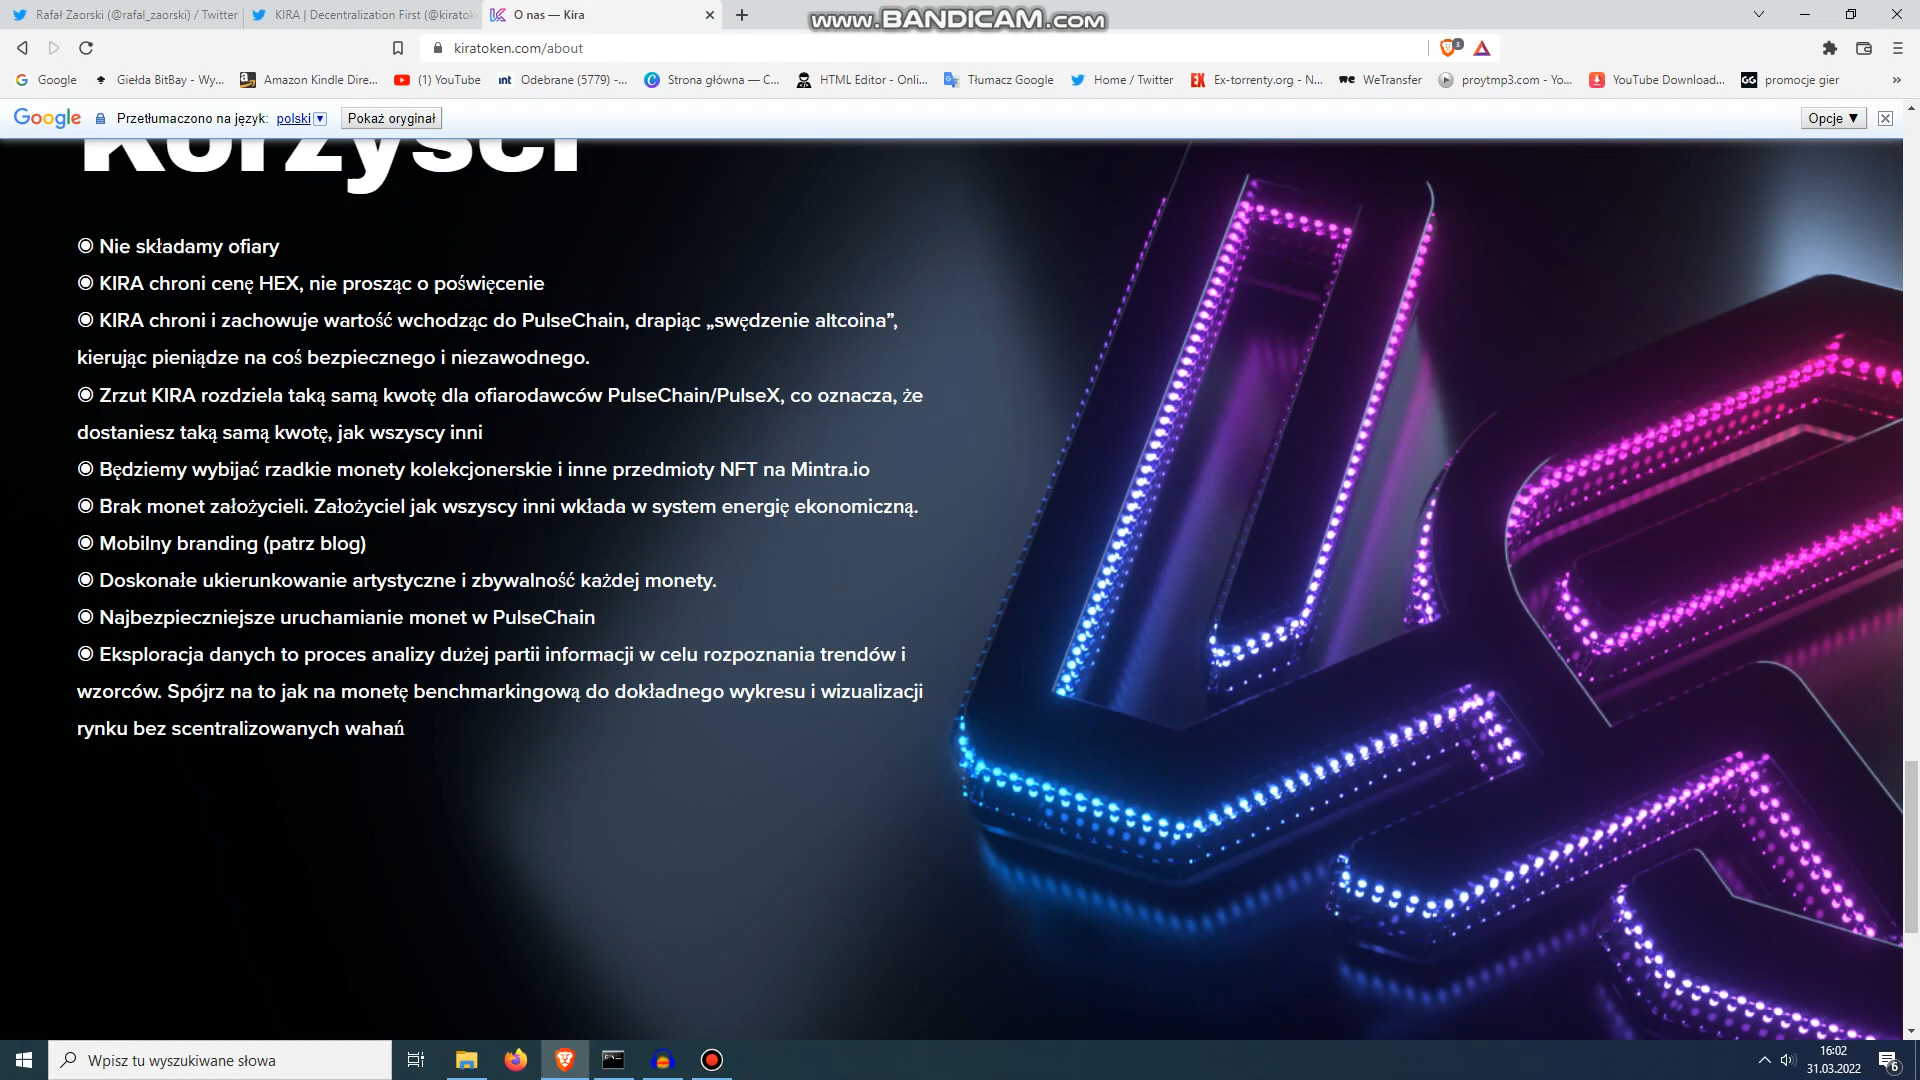 Rafał Zaorski (@rafal_zaorski) / Twitter
KIRA | Decentralization First (@kiratok
O nas — Kira
www.BANDICAM.com
kiratoken.com/about
3
Google
Giełda BitBay - Wy...
Amazon Kindle Dire...
(1) YouTube
int
Odebrane (5779) -...
Strona główna — C...
HTML Editor - Onli...
Tłumacz Google
Home / Twitter
EX
Ex-torrenty.org - N...
we
WeTransfer
proytmp3.com - Yo...
YouTube Download...
GG
promocje gier
»
Google
Przetłumaczono na język:
polski
Pokaż oryginał
Opcje ▼
Korzyści
◉ Nie składamy ofiary
◉ KIRA chroni cenę HEX, nie prosząc o poświęcenie
◉ KIRA chroni i zachowuje wartość wchodząc do PulseChain, drapiąc „swędzenie altcoina”,
kierując pieniądze na coś bezpiecznego i niezawodnego.
◉ Zrzut KIRA rozdziela taką samą kwotę dla ofiarodawców PulseChain/PulseX, co oznacza, że
dostaniesz taką samą kwotę, jak wszyscy inni
◉ Będziemy wybijać rzadkie monety kolekcjonerskie i inne przedmioty NFT na Mintra.io
◉ Brak monet założycieli. Założyciel jak wszyscy inni wkłada w system energię ekonomiczną.
◉ Mobilny branding (patrz blog)
◉ Doskonałe ukierunkowanie artystyczne i zbywalność każdej monety.
◉ Najbezpieczniejsze uruchamianie monet w PulseChain
◉ Eksploracja danych to proces analizy dużej partii informacji w celu rozpoznania trendów i
wzorców. Spójrz na to jak na monetę benchmarkingową do dokładnego wykresu i wizualizacji
rynku bez scentralizowanych wahań
Wpisz tu wyszukiwane słowa
16:02
31.03.2022
6